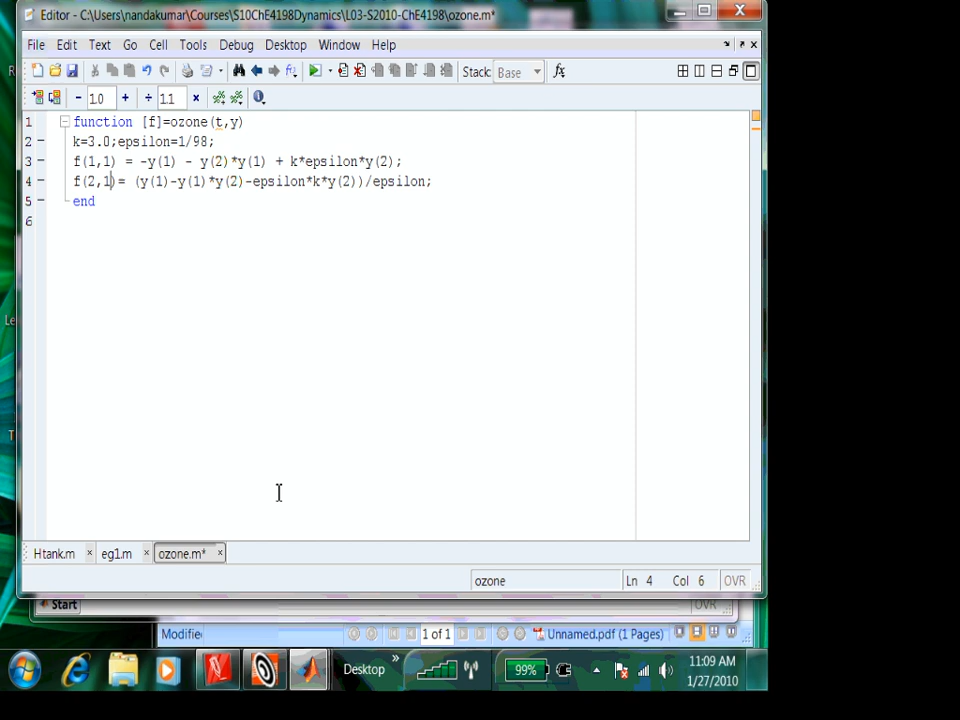 Editor - C:\Users\nandakumar\Courses\S10ChE4198Dynamics\L03-S2010-ChE4198\ozone.m*
File Edit Text Go Cell Tools Debug Desktop Window Help
Stack: Base fx
- 1.0 + ÷ 1.1 ×
1 function [f]=ozone(t,y)
2 k=3.0;epsilon=1/98;
3 f(1,1) = -y(1) - y(2)*y(1) + k*epsilon*y(2);
4 f(2,1)= (y(1)-y(1)*y(2)-epsilon*k*y(2))/epsilon;
5 end
6
Htank.m × eg1.m × ozone.m* ×
ozone Ln 4 Col 6 OVR
Start OVR
Modifie 1 of 1 Unnamed.pdf (1 Pages)
Desktop » 99% 11:09 AM
1/27/2010